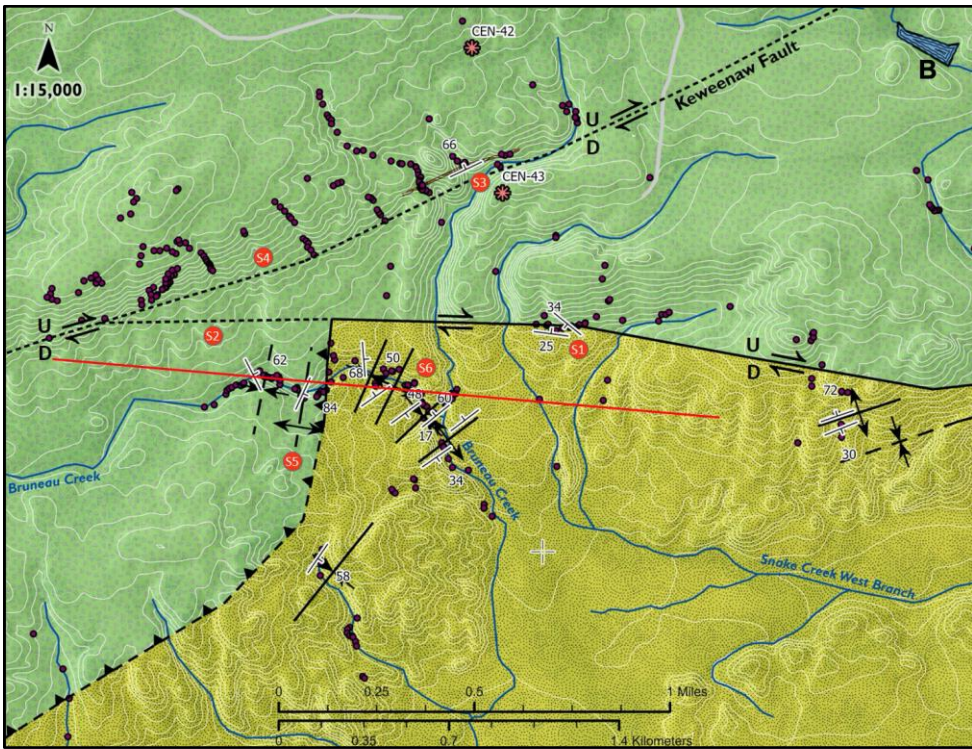 N
1:15,000
CEN-42
B
Keweenaw Fault
U
D
66
S3
CEN-43
S4
U
D
S2
34
25
S1
U
D
62
68
50
S6
48
60
84
17
72
30
S5
34
Bruneau Creek
Bruneau Creek
58
Snake Creek West Branch
0 0.25 0.5 1 Miles
0 0.35 0.7 1.4 Kilometers